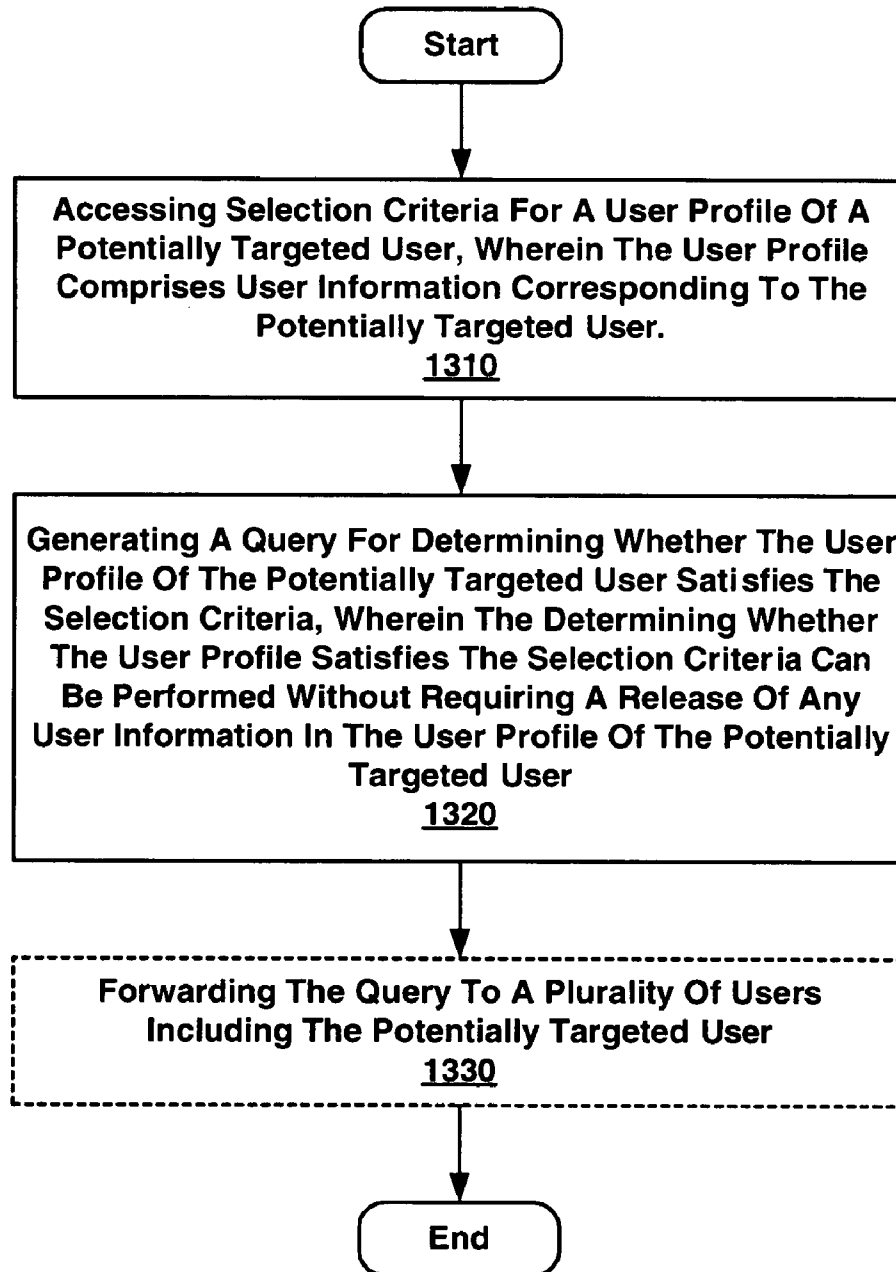 Start
Accessing Selection Criteria For A User Profile Of A
Potentially Targeted User, Wherein The User Profile
Comprises User Information Corresponding To The
Potentially Targeted User.
1310
Generating A Query For Determining Whether The User
Profile Of The Potentially Targeted User Satisfies The
Selection Criteria, Wherein The Determining Whether
The User Profile Satisfies The Selection Criteria Can
Be Performed Without Requiring A Release Of Any
User Information In The User Profile Of The Potentially
Targeted User
1320
Forwarding The Query To A Plurality Of Users
Including The Potentially Targeted User
1330
End